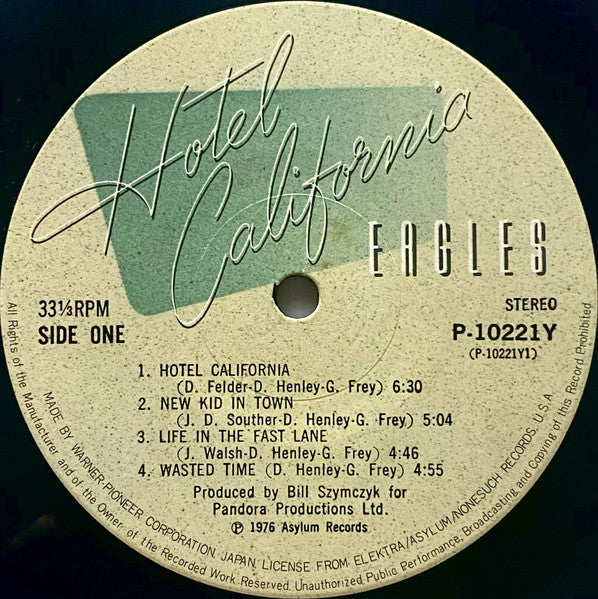 Hotel
California
EAGLES
33⅓RPM
SIDE ONE
STEREO
P-10221Y
(P-10221Y1)
1. HOTEL CALIFORNIA
(D. Felder-D. Henley-G. Frey) 6:30
2. NEW KID IN TOWN
(J. D. Souther-D. Henley-G. Frey) 5:04
3. LIFE IN THE FAST LANE
(J. Walsh-D. Henley-G. Frey) 4:46
4. WASTED TIME (D. Henley-G. Frey) 4:55
Produced by Bill Szymczyk for
Pandora Productions Ltd.
℗ 1976 Asylum Records
MADE BY WARNER-PIONEER CORPORATION, JAPAN, LICENSE FROM ELEKTRA/ASYLUM/NONESUCH RECORDS, U.S.A
All Rights of the Manufacturer and of the Owner of the Recorded Work Reserved. Unauthorized Public Performance, Broadcasting and Copying of this Record Prohibited.